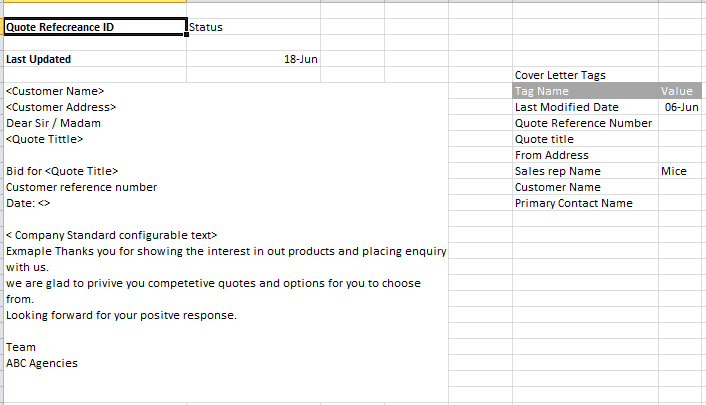 Quote Refecreance ID Status
Last Updated 18-Jun
Cover Letter Tags
<Customer Name> Tag Name Value
<Customer Address> Last Modified Date 06-Jun
Dear Sir / Madam Quote Reference Number
<Quote Tittle> Quote title
From Address
Bid for <Quote Title> Sales rep Name Mice
Customer reference number Customer Name
Date: <> Primary Contact Name
< Company Standard configurable text>
Exmaple Thanks you for showing the interest in out products and placing enquiry
with us.
we are glad to privive you competetive quotes and options for you to choose
from.
Looking forward for your positve response.
Team
ABC Agencies